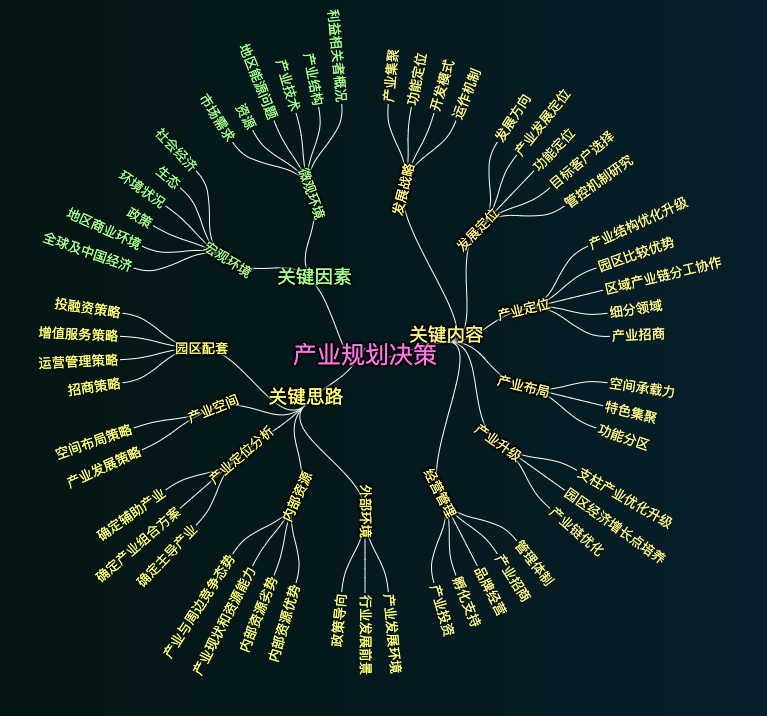 产业规划决策
关键因素
微观环境
市场需求
资源
地区能源问题
产业技术
产业结构
利益相关者概况
宏观环境
社会经济
生态
环境状况
政策
地区商业环境
全球及中国经济
关键内容
发展战略
产业集聚
功能定位
开发模式
运作机制
发展定位
发展方向
产业发展定位
功能定位
目标客户选择
管控机制研究
产业定位
产业结构优化升级
园区比较优势
区域产业链分工协作
细分领域
产业招商
产业布局
空间承载力
特色集聚
功能分区
产业升级
支柱产业优化升级
园区经济增长点培养
产业链优化
经营管理
管理体制
产业招商
品牌经营
孵化支持
产业投资
关键思路
园区配套
投融资策略
增值服务策略
运营管理策略
招商策略
产业空间
空间布局策略
产业发展策略
产业定位分析
确定辅助产业
确定产业组合方案
确定主导产业
内部资源
产业与周边竞争态势
产业现状和资源能力
内部资源劣势
内部资源优势
外部环境
政策导向
行业发展前景
产业发展环境